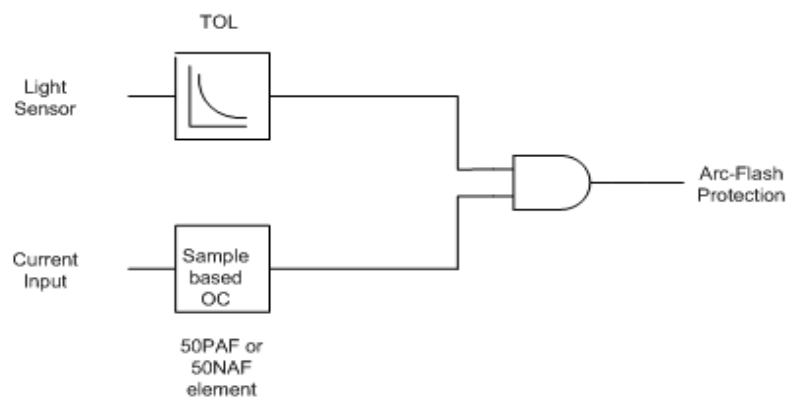 TOL
Light
Sensor
Arc-Flash
Protection
Current
Input
Sample
based
OC
50PAF or
50NAF
element